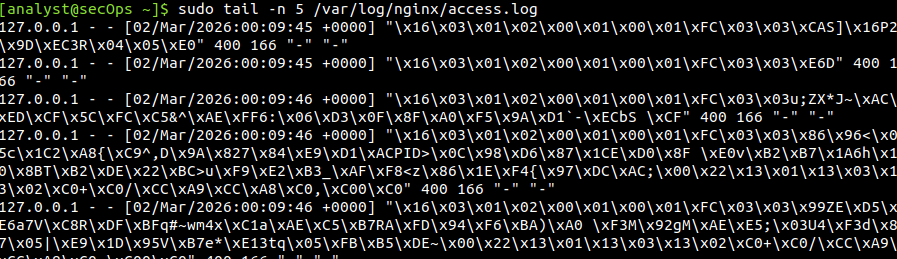 [analyst@secOps ~]$ sudo tail -n 5 /var/log/nginx/access.log
127.0.0.1 - - [02/Mar/2026:00:09:45 +0000] "\x16\x03\x01\x02\x00\x01\x00\x01\xFC\x03\x03\xCAS]\x16P2
\x9D\xEC3R\x04\x05\xE0" 400 166 "-" "-"
127.0.0.1 - - [02/Mar/2026:00:09:45 +0000] "\x16\x03\x01\x02\x00\x01\x00\x01\xFC\x03\x03\xE6D" 400 1
66 "-" "-"
127.0.0.1 - - [02/Mar/2026:00:09:46 +0000] "\x16\x03\x01\x02\x00\x01\x00\x01\xFC\x03\x03u;ZX*J~\xAC\
xED\xCF\x5C\xFC\xC5&^\xAE\xFF6:\x06\xD3\x0F\x8F\xA0\xF5\x9A\xD1`-\xECbS \xCF" 400 166 "-" "-"
127.0.0.1 - - [02/Mar/2026:00:09:46 +0000] "\x16\x03\x01\x02\x00\x01\x00\x01\xFC\x03\x03\x86\x96<\x0
5c\x1C2\xA8{\xC9^,D\x9A\x827\x84\xE9\xD1\xACPID>\x0C\x98\xD6\x87\x1CE\xD0\x8F \xE0v\xB2\xB7\x1A6h\x1
0\x8BT\xB2\xDE\x22\xBC>u\xF9\xE2\xB3_\xAF\xF8<z\x86\x1E\xF4{\x97\xDC\xAC;\x00\x22\x13\x01\x13\x03\x1
3\x02\xC0+\xC0/\xCC\xA9\xCC\xA8\xC0,\xC00\xC0" 400 166 "-" "-"
127.0.0.1 - - [02/Mar/2026:00:09:46 +0000] "\x16\x03\x01\x02\x00\x01\x00\x01\xFC\x03\x03\x99ZE\xD5\x
E6a7V\xC8R\xDF\xBFq#~wm4x\xC1a\xAE\xC5\xB7RA\xFD\x94\xF6\xBA)\xA0 \xF3M\x92gM\xAE\xE5;\x03U4\xF3d\x8
7\x05|\xE9\x1D\x95V\xB7e*\xE13tq\x05\xFB\xB5\xDE~\x00\x22\x13\x01\x13\x03\x13\x02\xC0+\xC0/\xCC\xA9\
xCC\xA8\xC0,\xC00\xC0" 400 166 "-" "-"